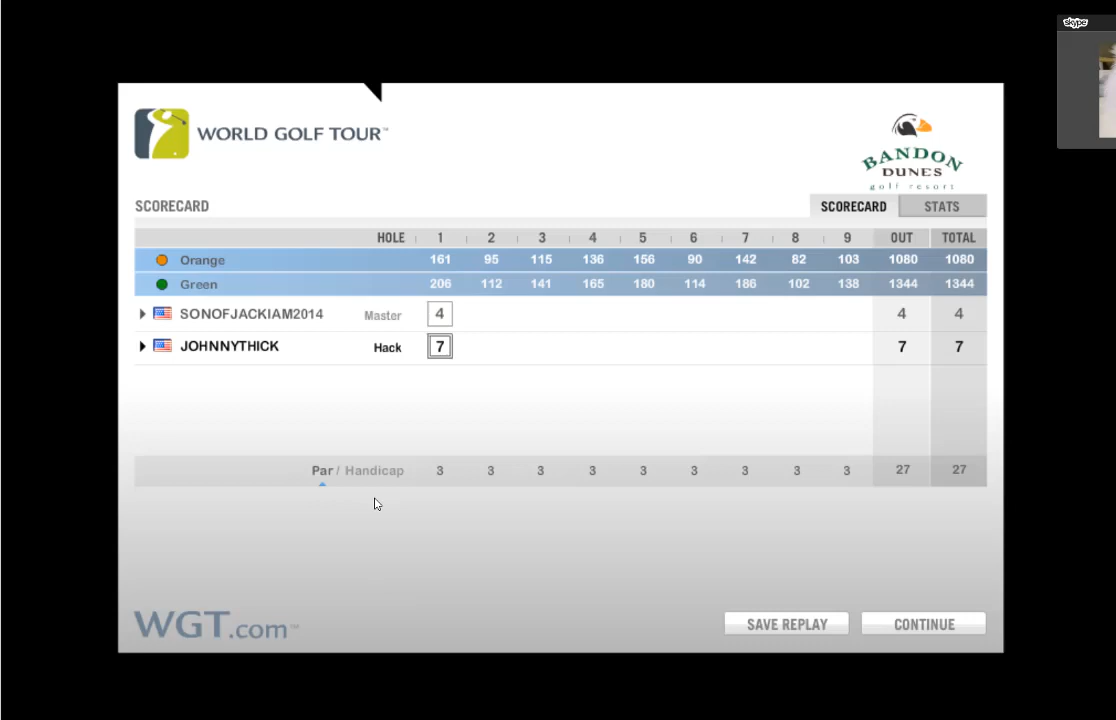 skype
WORLD GOLF TOUR™
BANDON
DUNES
golf resort
SCORECARD
SCORECARD STATS
HOLE 1 2 3 4 5 6 7 8 9 OUT TOTAL
Orange 161 95 115 136 156 90 142 82 103 1080 1080
Green 206 112 141 165 180 114 186 102 138 1344 1344
SONOFJACKIAM2014 Master 4 4 4
JOHNNYTHICK Hack 7 7 7
Par / Handicap 3 3 3 3 3 3 3 3 3 27 27
WGT.com™
SAVE REPLAY CONTINUE